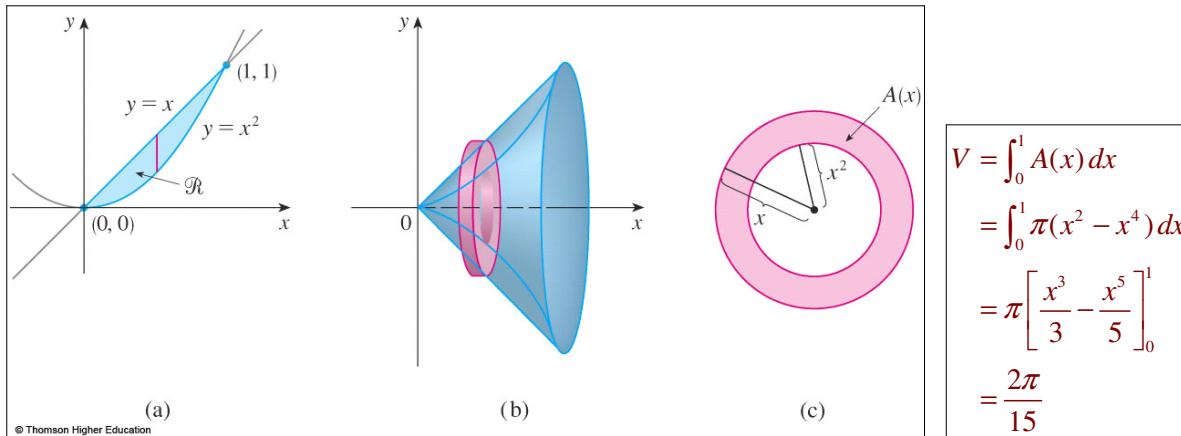 y
(1, 1)
y = x
y = x²
ℛ
(0, 0)
x
(a)
y
0
x
(b)
A(x)
x²
x
(c)
© Thomson Higher Education
V = ∫₀¹ A(x) dx
= ∫₀¹ π(x² − x⁴) dx
= π[x³/3 − x⁵/5]₀¹
= 2π/15